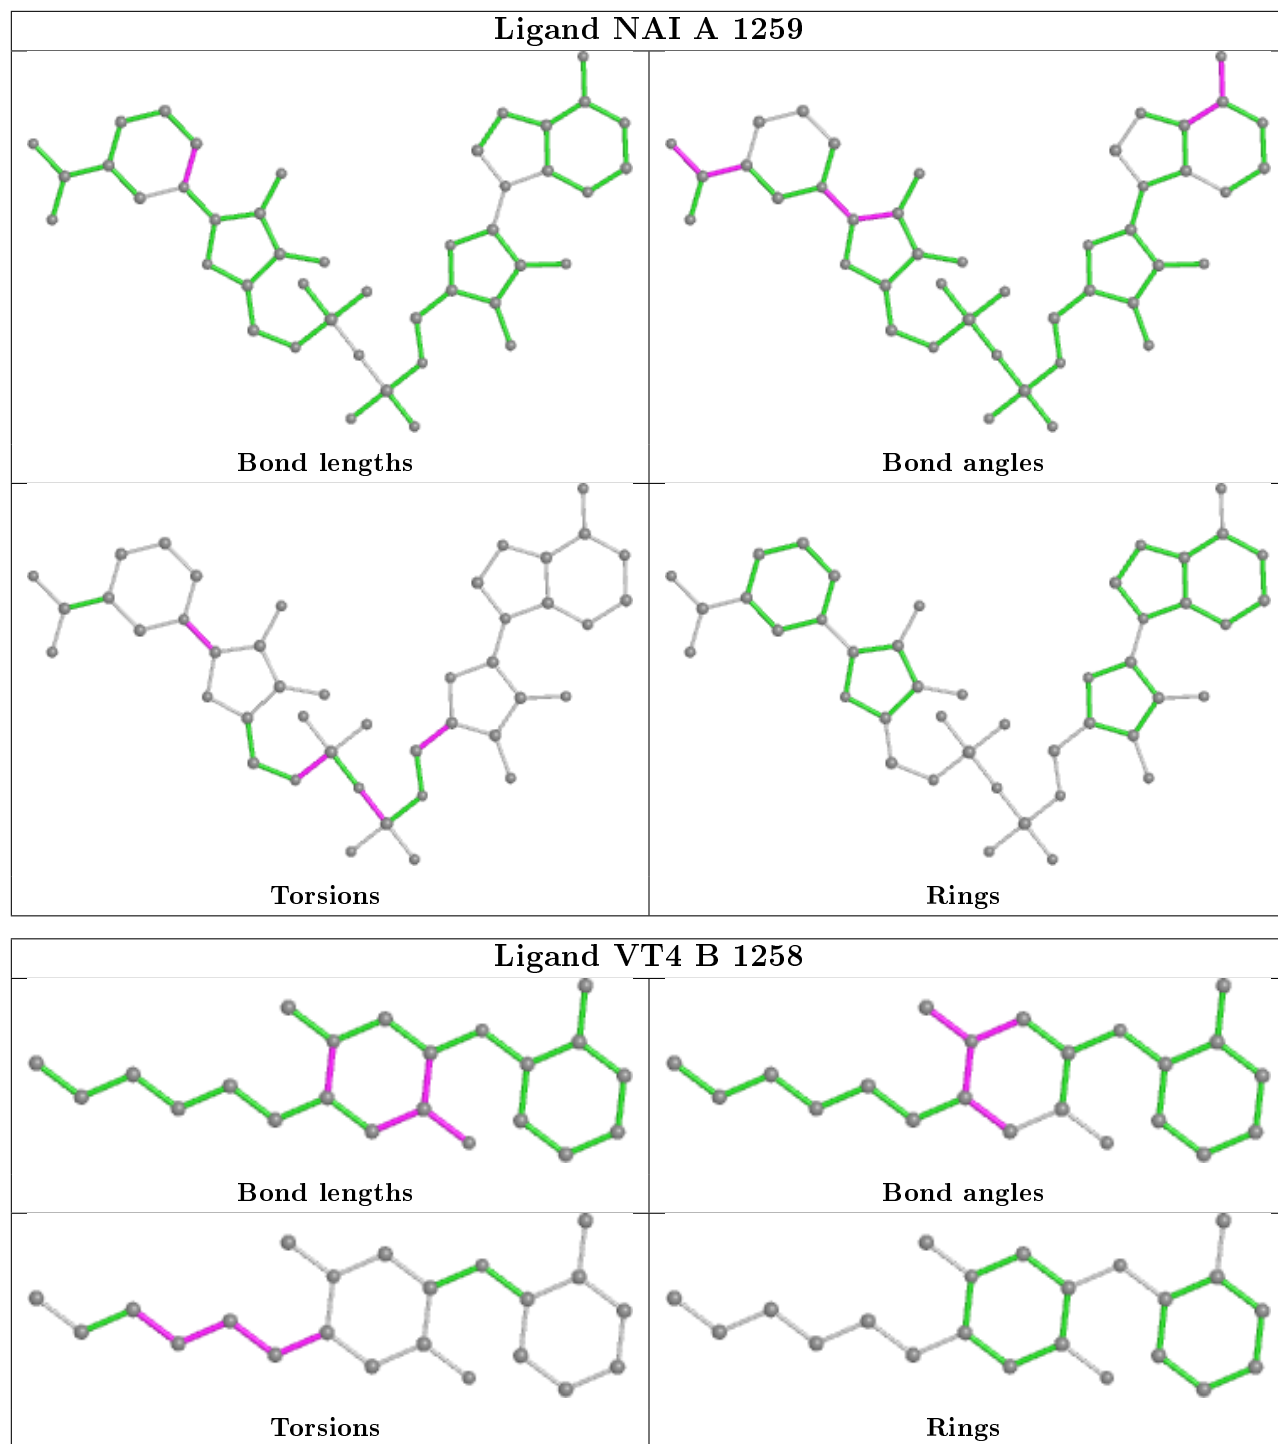 Ligand NAI A 1259
Bond lengths
Bond angles
Torsions
Rings
Ligand VT4 B 1258
Bond lengths
Bond angles
Torsions
Rings